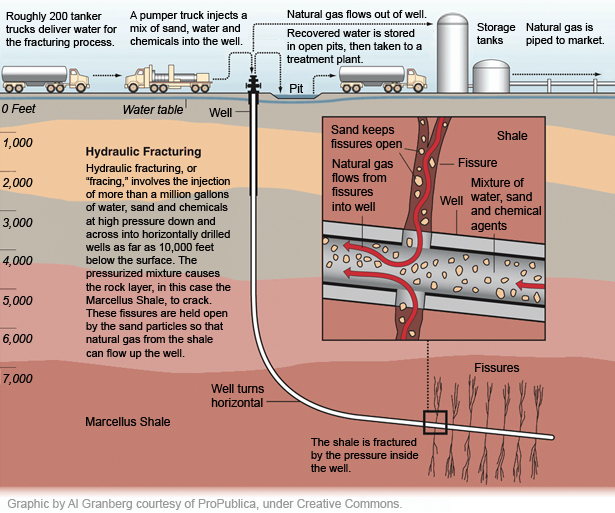 Roughly 200 tanker
trucks deliver water for
the fracturing process.
A pumper truck injects a
mix of sand, water and
chemicals into the well.
Natural gas flows out of well.
Recovered water is stored
in open pits, then taken to a
treatment plant.
Storage
tanks
Natural gas is
piped to market.
Pit
0 Feet
Water table
Well
1,000
2,000
3,000
4,000
5,000
6,000
7,000
Hydraulic Fracturing
Hydraulic fracturing, or
“fracing,” involves the injection
of more than a million gallons
of water, sand and chemicals
at high pressure down and
across into horizontally drilled
wells as far as 10,000 feet
below the surface. The
pressurized mixture causes
the rock layer, in this case the
Marcellus Shale, to crack.
These fissures are held open
by the sand particles so that
natural gas from the shale
can flow up the well.
Sand keeps
fissures open
Shale
Natural gas
flows from
fissures
into well
Fissure
Well
Mixture of
water, sand
and chemical
agents
Well turns
horizontal
Fissures
Marcellus Shale
The shale is fractured
by the pressure inside
the well.
Graphic by Al Granberg courtesy of ProPublica, under Creative Commons.